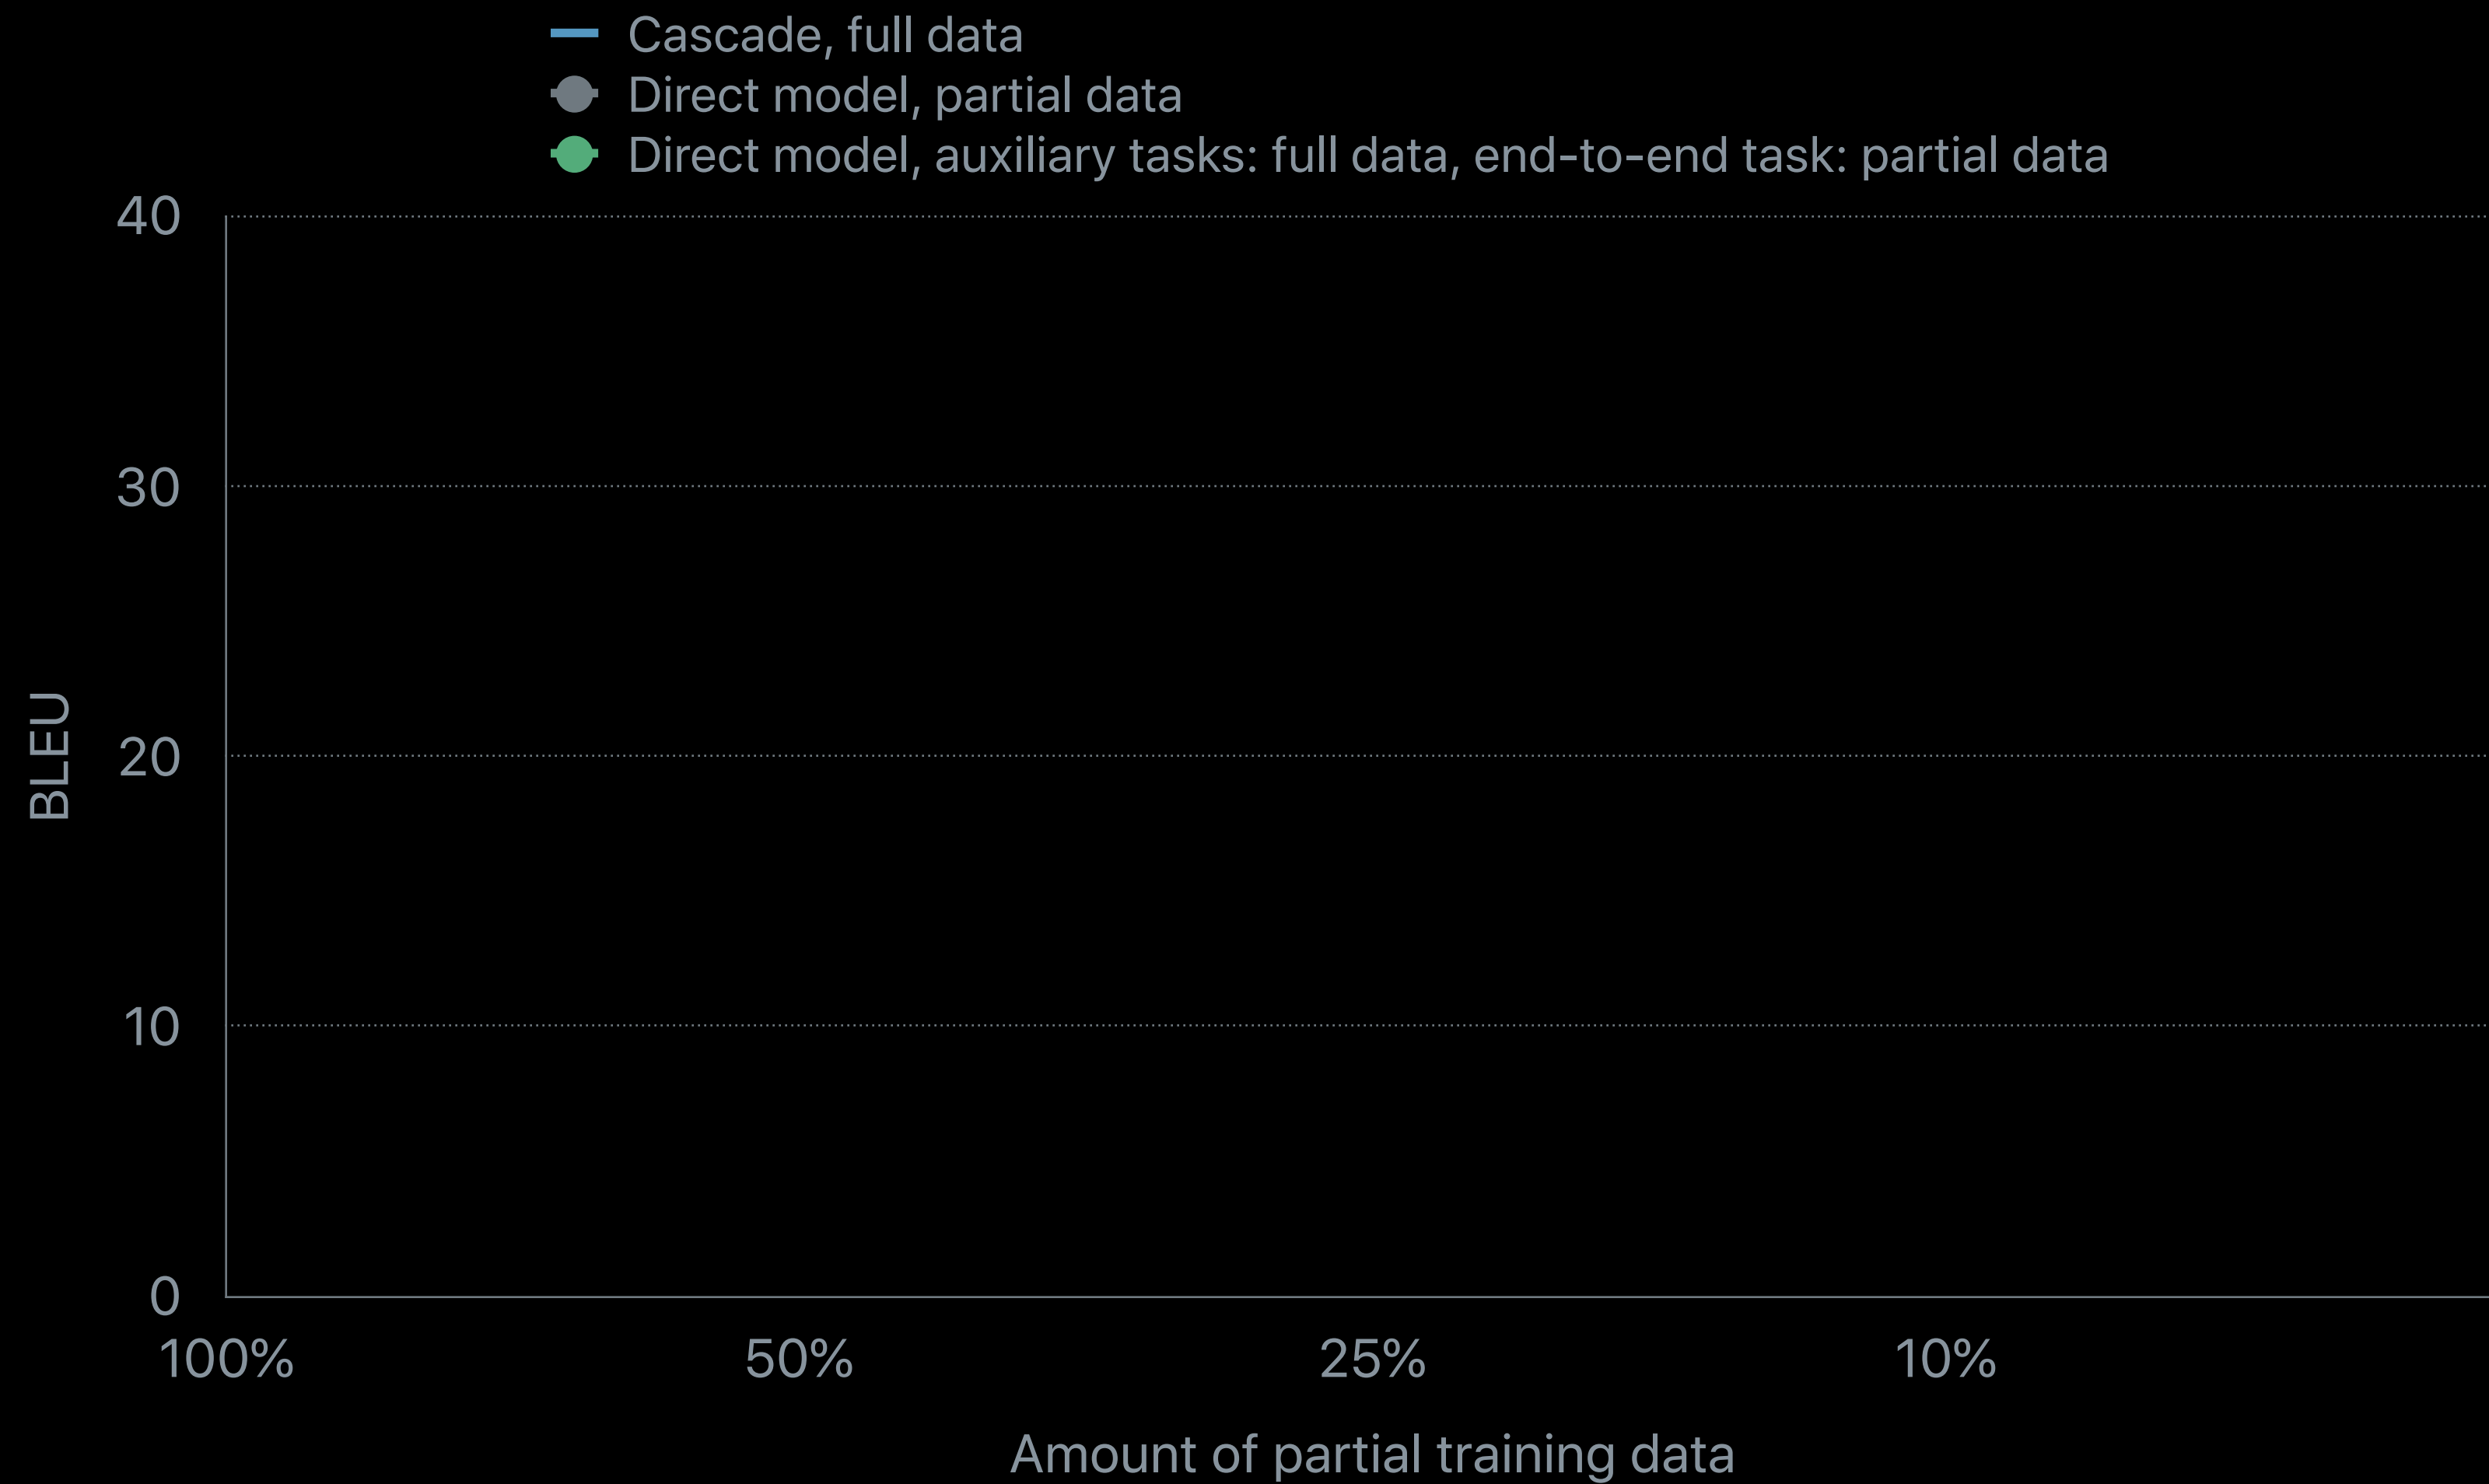 Cascade, full data
Direct model, partial data
Direct model, auxiliary tasks: full data, end-to-end task: partial data
40
30
20
10
0
BLEU
100% 50% 25% 10%
Amount of partial training data